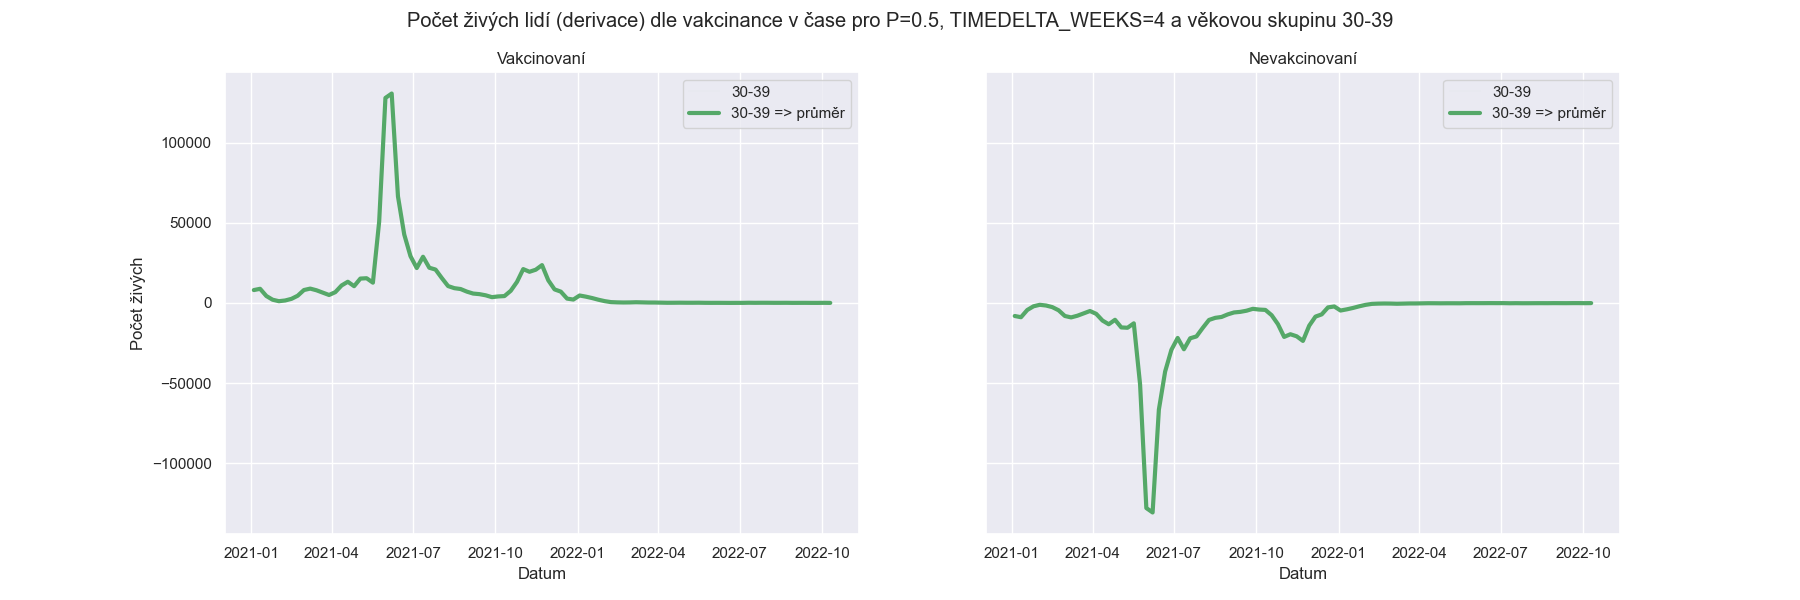 Počet živých lidí (derivace) dle vakcinance v čase pro P=0.5, TIMEDELTA_WEEKS=4 a věkovou skupinu 30-39
Vakcinovaní
30-39
30-39 => průměr
100000
50000
0
−50000
−100000
Počet živých
2021-01 2021-04 2021-07 2021-10 2022-01 2022-04 2022-07 2022-10
Datum
Nevakcinovaní
30-39
30-39 => průměr
2021-01 2021-04 2021-07 2021-10 2022-01 2022-04 2022-07 2022-10
Datum